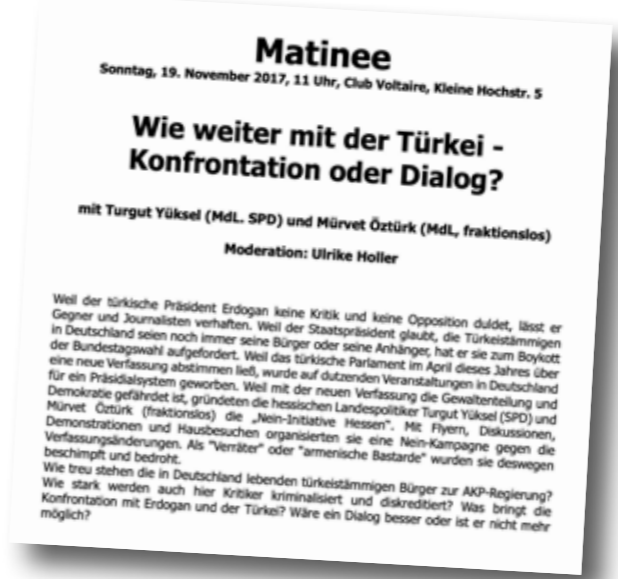 Matinee
Sonntag, 19. November 2017, 11 Uhr, Club Voltaire, Kleine Hochstr. 5
Wie weiter mit der Türkei -
Konfrontation oder Dialog?
mit Turgut Yüksel (MdL. SPD) und Mürvet Öztürk (MdL, fraktionslos)
Moderation: Ulrike Holler
Weil der türkische Präsident Erdogan keine Kritik und keine Opposition duldet, lässt er
Gegner und Journalisten verhaften. Weil der Staatspräsident glaubt, die Türkeistämmigen
in Deutschland seien noch immer seine Bürger oder seine Anhänger, hat er sie zum Boykott
der Bundestagswahl aufgefordert. Weil das türkische Parlament im April dieses Jahres über
eine neue Verfassung abstimmen ließ, wurde auf dutzenden Veranstaltungen in Deutschland
für ein Präsidialsystem geworben. Weil mit der neuen Verfassung die Gewaltenteilung und
Demokratie gefährdet ist, gründeten die hessischen Landespolitiker Turgut Yüksel (SPD) und
Mürvet Öztürk (fraktionslos) die „Nein-Initiative Hessen". Mit Flyern, Diskussionen,
Demonstrationen und Hausbesuchen organisierten sie eine Nein-Kampagne gegen die
Verfassungsänderungen. Als "Verräter" oder "armenische Bastarde" wurden sie deswegen
beschimpft und bedroht.
Wie treu stehen die in Deutschland lebenden türkeistämmigen Bürger zur AKP-Regierung?
Wie stark werden auch hier Kritiker kriminalisiert und diskreditiert? Was bringt die
Konfrontation mit Erdogan und der Türkei? Wäre ein Dialog besser oder ist er nicht mehr
möglich?